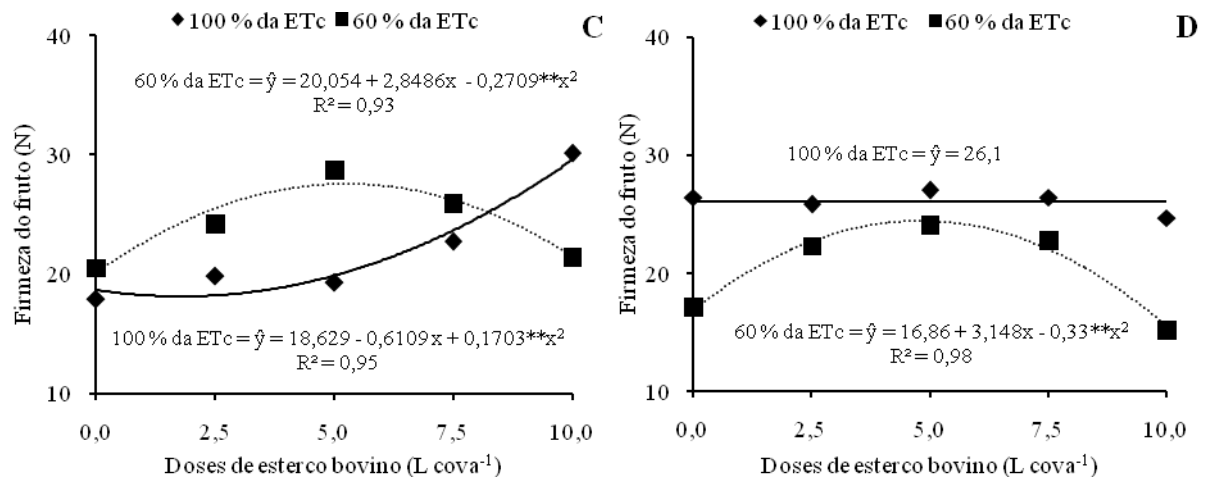 ◆ 100 % da ETc ■ 60 % da ETc
C
40
30
20
10
Firmeza do fruto (N)
60 % da ETc = ŷ = 20,054 + 2,8486x - 0,2709**x²
R² = 0,93
100 % da ETc = ŷ = 18,629 - 0,6109x + 0,1703**x²
R² = 0,95
0,0 2,5 5,0 7,5 10,0
Doses de esterco bovino (L cova⁻¹)
◆ 100 % da ETc ■ 60 % da ETc
D
40
30
20
10
Firmeza do fruto (N)
100 % da ETc = ŷ = 26,1
60 % da ETc = ŷ = 16,86 + 3,148x - 0,33**x²
R² = 0,98
0,0 2,5 5,0 7,5 10,0
Doses de esterco bovino (L cova⁻¹)